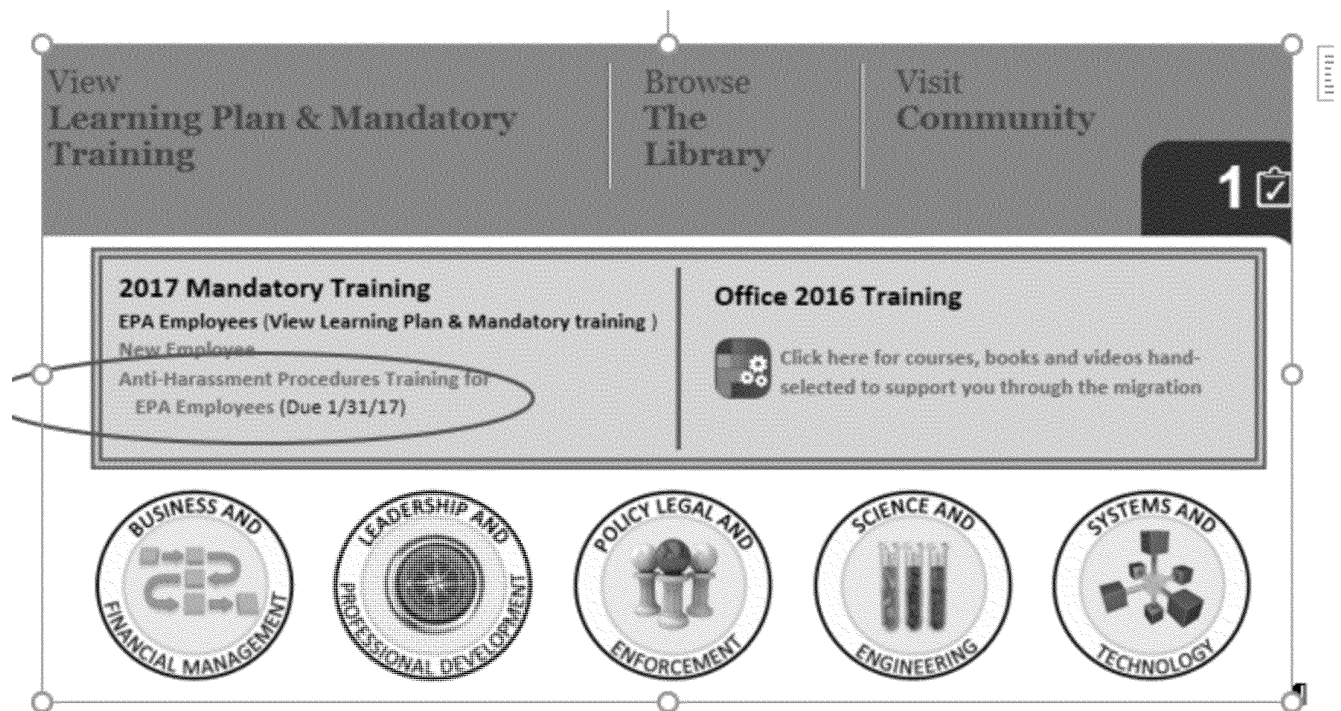 View
Learning Plan & Mandatory
Training
Browse
The
Library
Visit
Community
1
2017 Mandatory Training
EPA Employees (View Learning Plan & Mandatory training )
New Employee
Anti-Harassment Procedures Training for
EPA Employees (Due 1/31/17)
Office 2016 Training
Click here for courses, books and videos hand-
selected to support you through the migration
BUSINESS AND
FINANCIAL MANAGEMENT
LEADERSHIP AND
PROFESSIONAL DEVELOPMENT
POLICY LEGAL AND
ENFORCEMENT
SCIENCE AND
ENGINEERING
SYSTEMS AND
TECHNOLOGY
¶